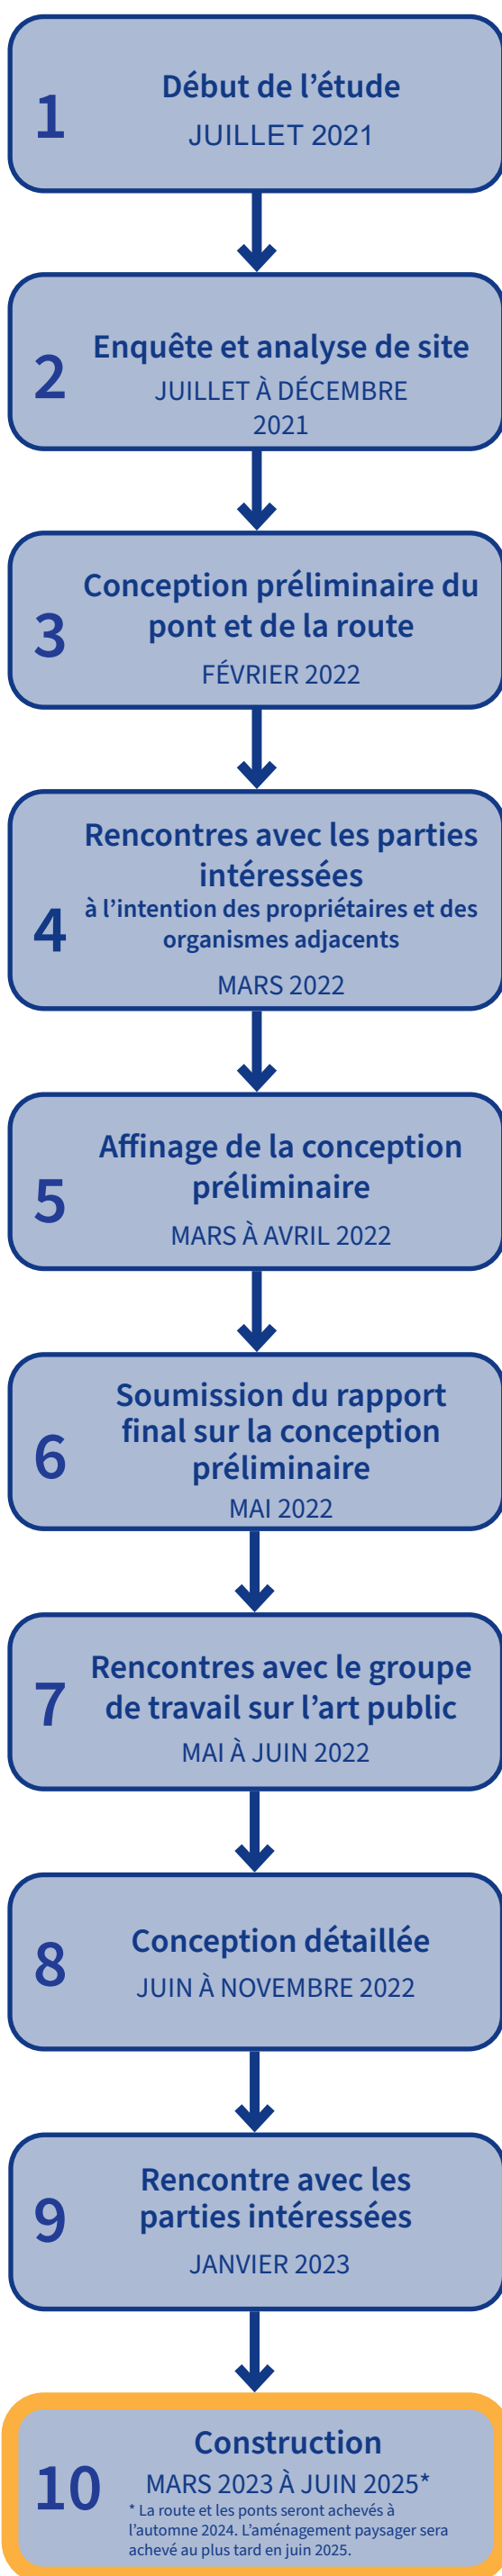 1
Début de l’étude
JUILLET 2021
2
Enquête et analyse de site
JUILLET À DÉCEMBRE
2021
3
Conception préliminaire du
pont et de la route
FÉVRIER 2022
4
Rencontres avec les parties
intéressées
à l’intention des propriétaires et des
organismes adjacents
MARS 2022
5
Affinage de la conception
préliminaire
MARS À AVRIL 2022
6
Soumission du rapport
final sur la conception
préliminaire
MAI 2022
7
Rencontres avec le groupe
de travail sur l’art public
MAI À JUIN 2022
8
Conception détaillée
JUIN À NOVEMBRE 2022
9
Rencontre avec les
parties intéressées
JANVIER 2023
10
Construction
MARS 2023 À JUIN 2025*
* La route et les ponts seront achevés à
l’automne 2024. L’aménagement paysager sera
achevé au plus tard en juin 2025.